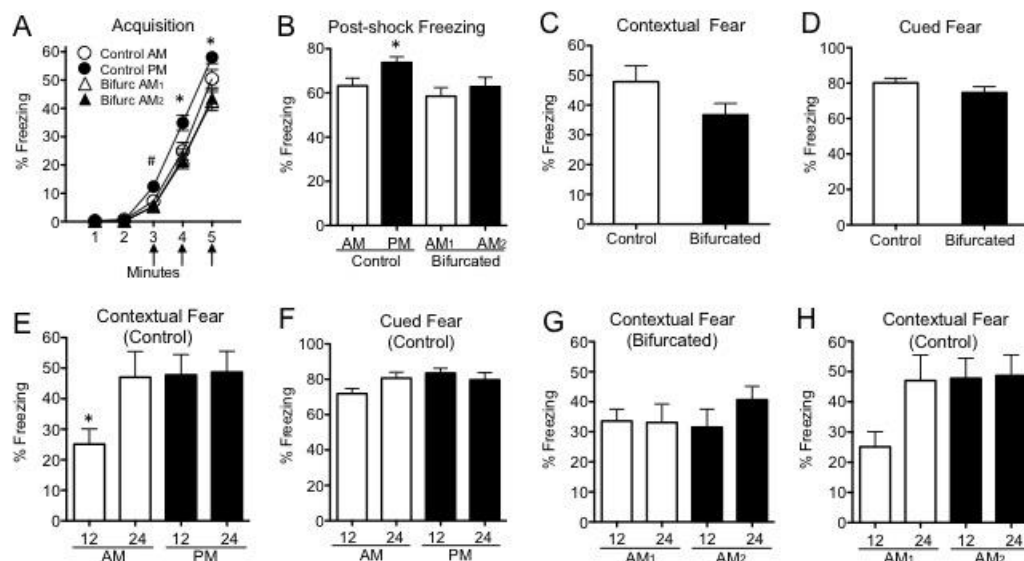 A
Acquisition
60
50
40
30
20
10
0
% Freezing
Control AM
Control PM
Bifurc AM1
Bifurc AM2
#
*
*
1 2 3 4 5
Minutes
B
Post-shock Freezing
80
60
40
20
0
% Freezing
*
AM PM AM1 AM2
Control Bifurcated
C
Contextual Fear
60
50
40
30
20
10
0
% Freezing
Control Bifurcated
D
Cued Fear
100
80
60
40
20
0
% Freezing
Control Bifurcated
E
Contextual Fear
(Control)
60
50
40
30
20
10
0
% Freezing
*
12 24 12 24
AM PM
F
Cued Fear
(Control)
100
80
60
40
20
0
% Freezing
12 24 12 24
AM PM
G
Contextual Fear
(Bifurcated)
60
50
40
30
20
10
0
% Freezing
12 24 12 24
AM1 AM2
H
Contextual Fear
(Control)
60
50
40
30
20
10
0
% Freezing
12 24 12 24
AM1 AM2